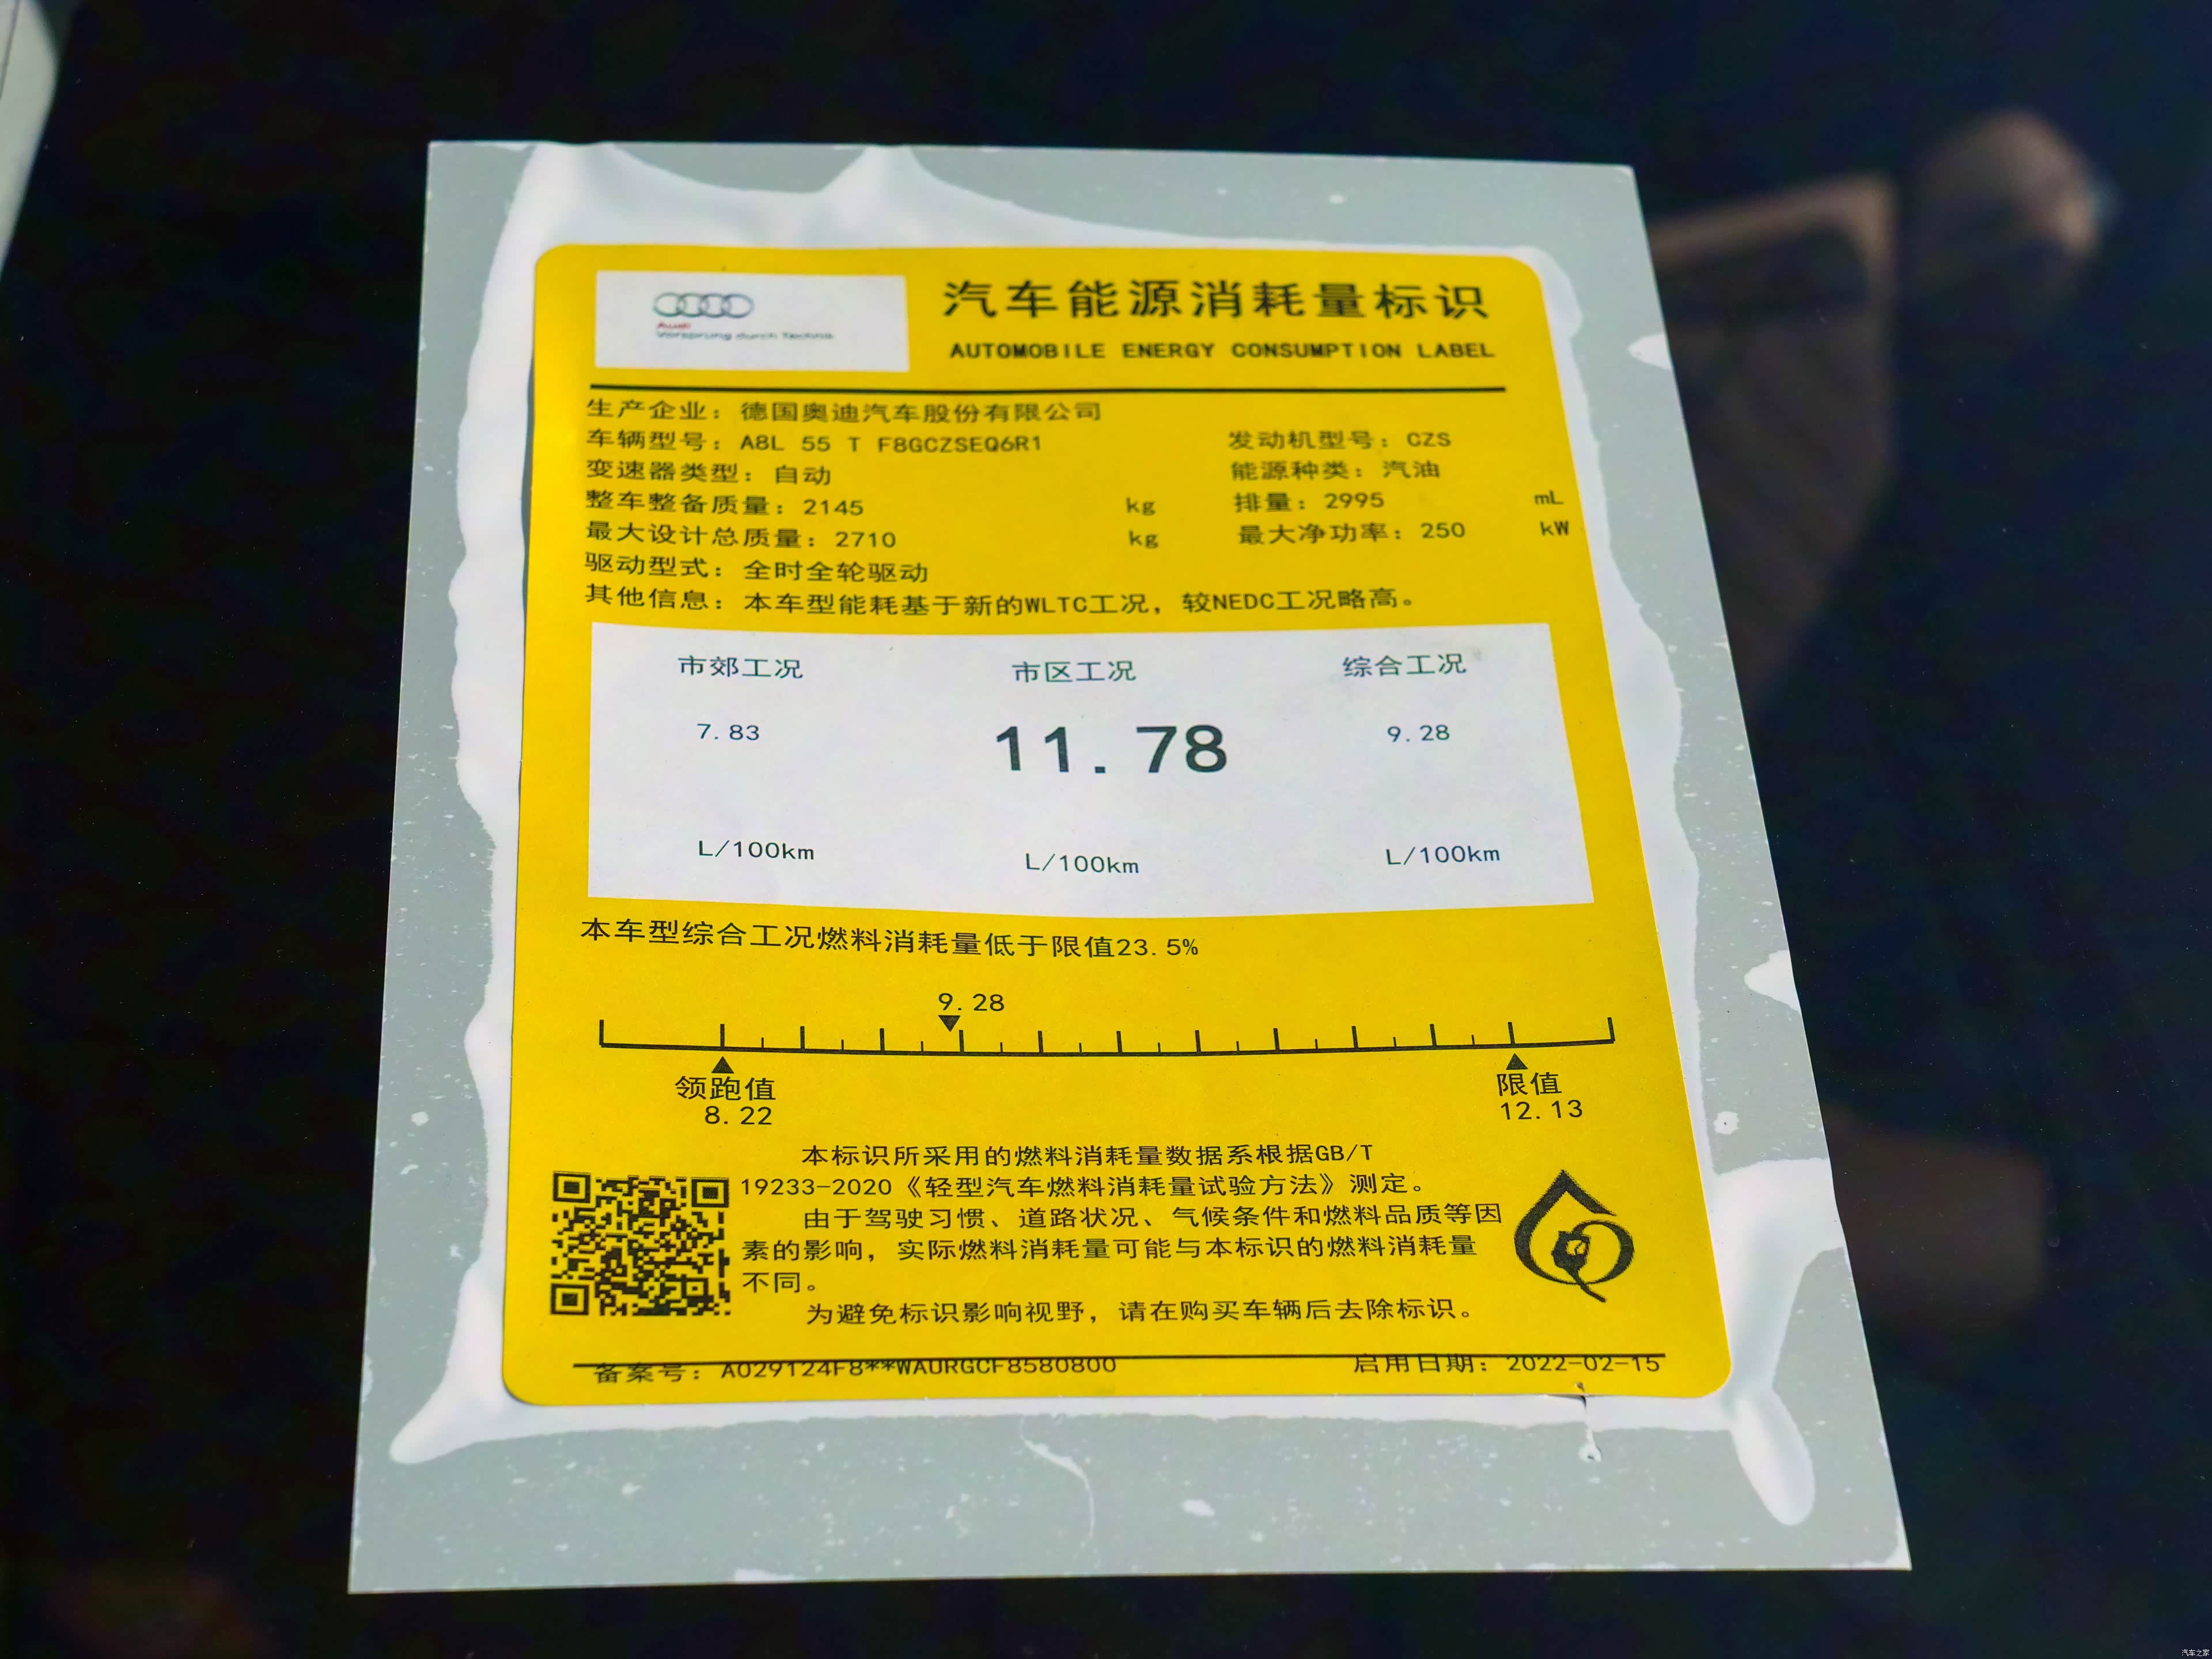 Audi
Vorsprung durch Technik
汽车能源消耗量标识
AUTOMOBILE ENERGY CONSUMPTION LABEL
生产企业：德国奥迪汽车股份有限公司
车辆型号：A8L 55 T F8GCZSEQ6R1 发动机型号：CZS
变速器类型：自动 能源种类：汽油
整车整备质量：2145 kg 排量：2995 mL
最大设计总质量：2710 kg 最大净功率：250 kW
驱动型式：全时全轮驱动
其他信息：本车型能耗基于新的WLTC工况，较NEDC工况略高。
市郊工况 市区工况 综合工况
7.83 11.78 9.28
L/100km L/100km L/100km
本车型综合工况燃料消耗量低于限值23.5%
9.28
领跑值 限值
8.22 12.13
本标识所采用的燃料消耗量数据系根据GB/T
19233-2020《轻型汽车燃料消耗量试验方法》测定。
由于驾驶习惯、道路状况、气候条件和燃料品质等因
素的影响，实际燃料消耗量可能与本标识的燃料消耗量
不同。
为避免标识影响视野，请在购买车辆后去除标识。
备案号：A029124F8**WAURGCF8580800 启用日期：2022-02-15
汽车之家